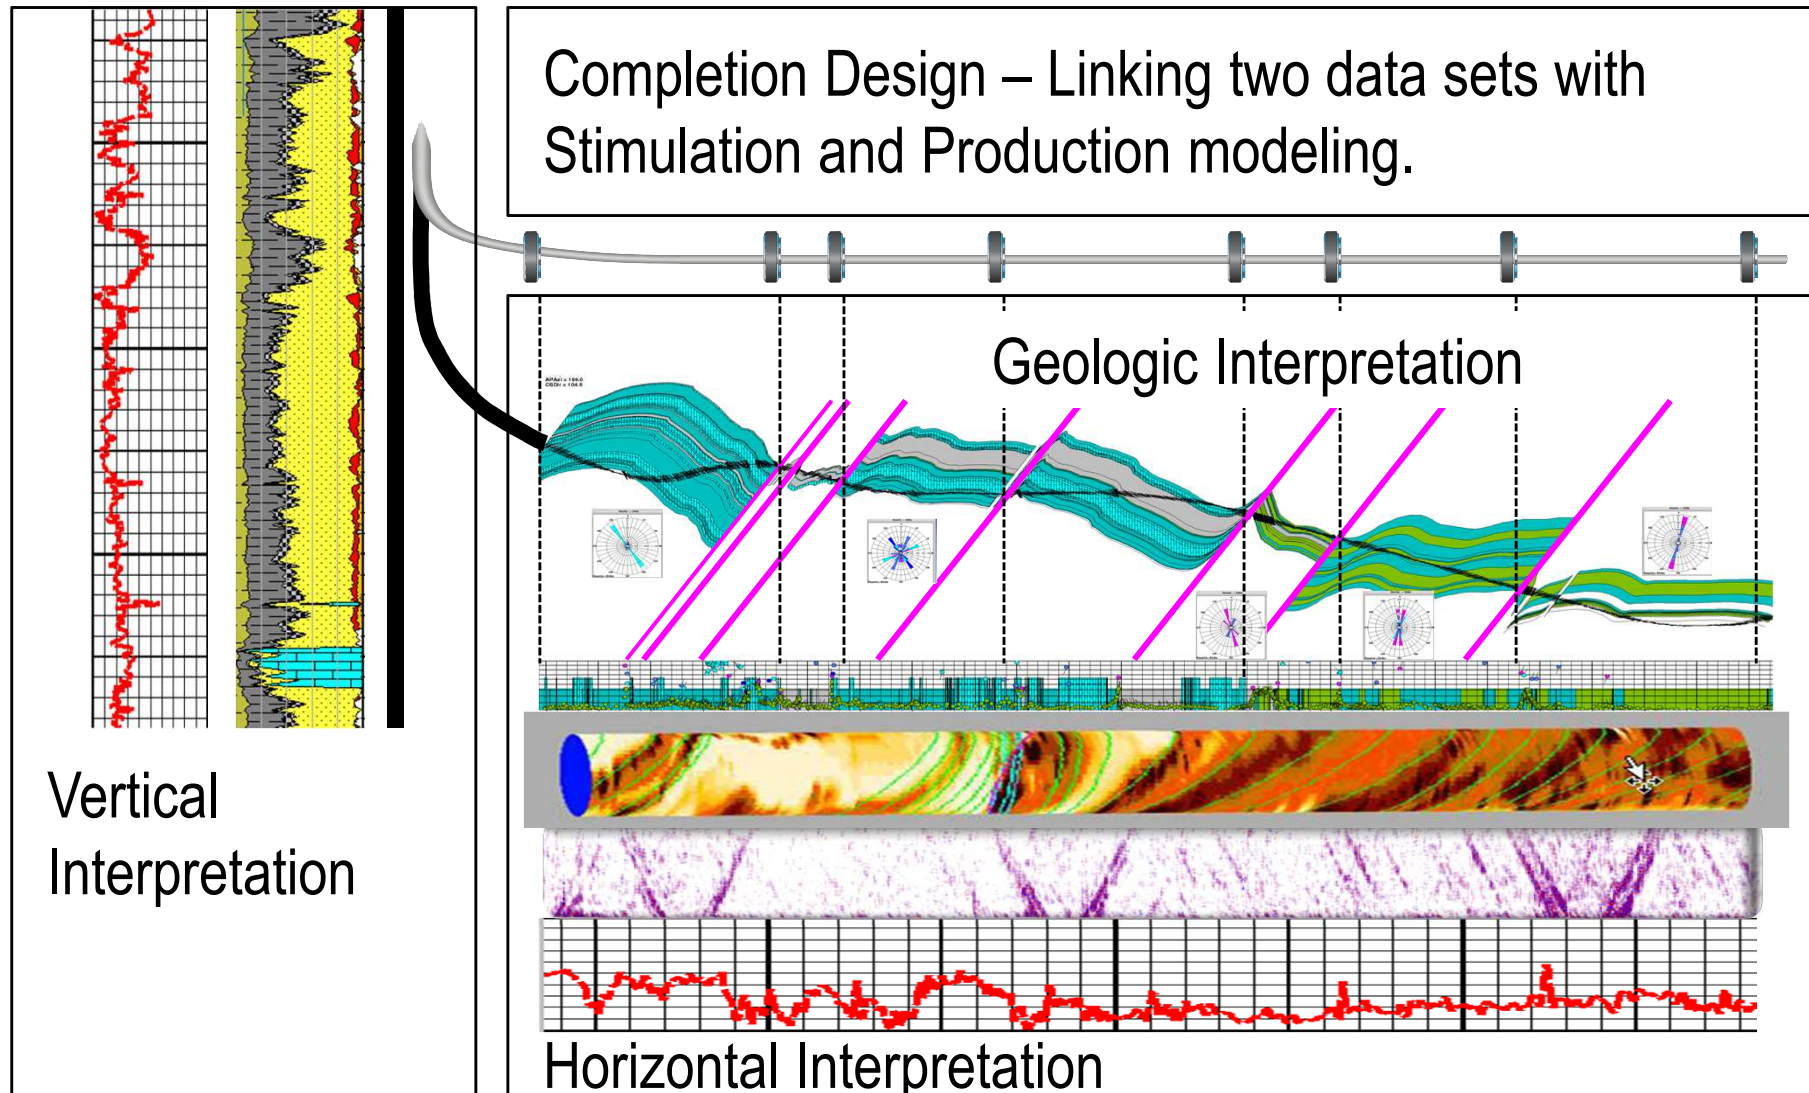 Completion Design – Linking two data sets with
Stimulation and Production modeling.
Geologic Interpretation
Vertical
Interpretation
Horizontal Interpretation